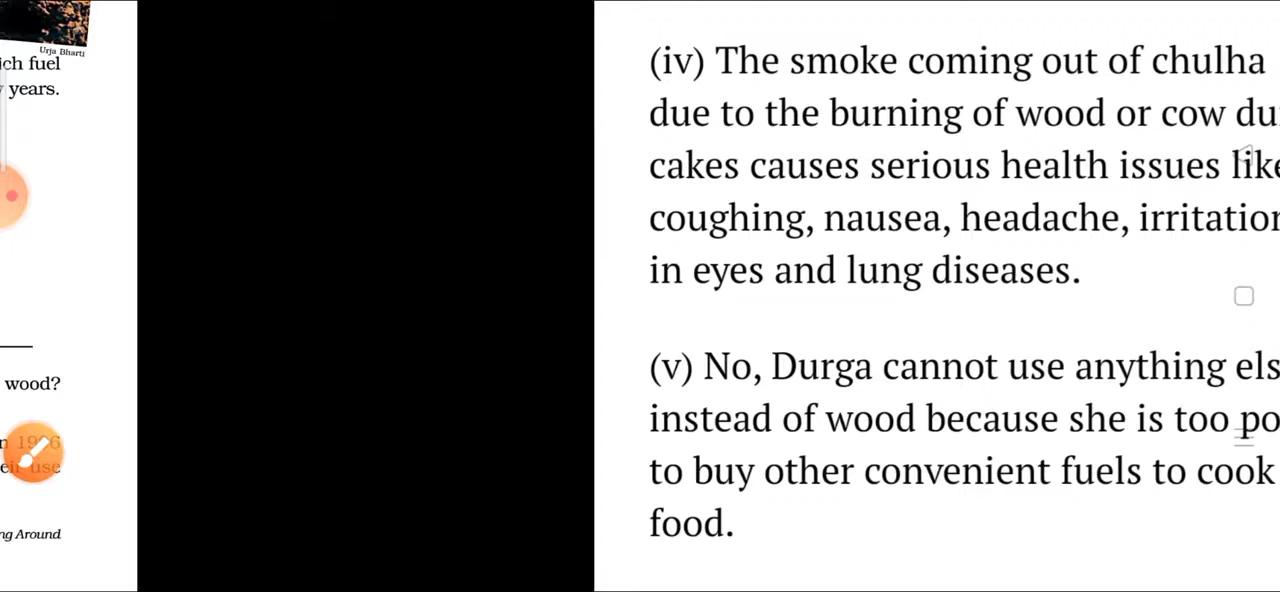 Urja Bharti
ich fuel
years.
wood?
ng Around
(iv) The smoke coming out of chulha
due to the burning of wood or cow du
cakes causes serious health issues like
coughing, nausea, headache, irritation
in eyes and lung diseases.
(v) No, Durga cannot use anything els
instead of wood because she is too po
to buy other convenient fuels to cook
food.